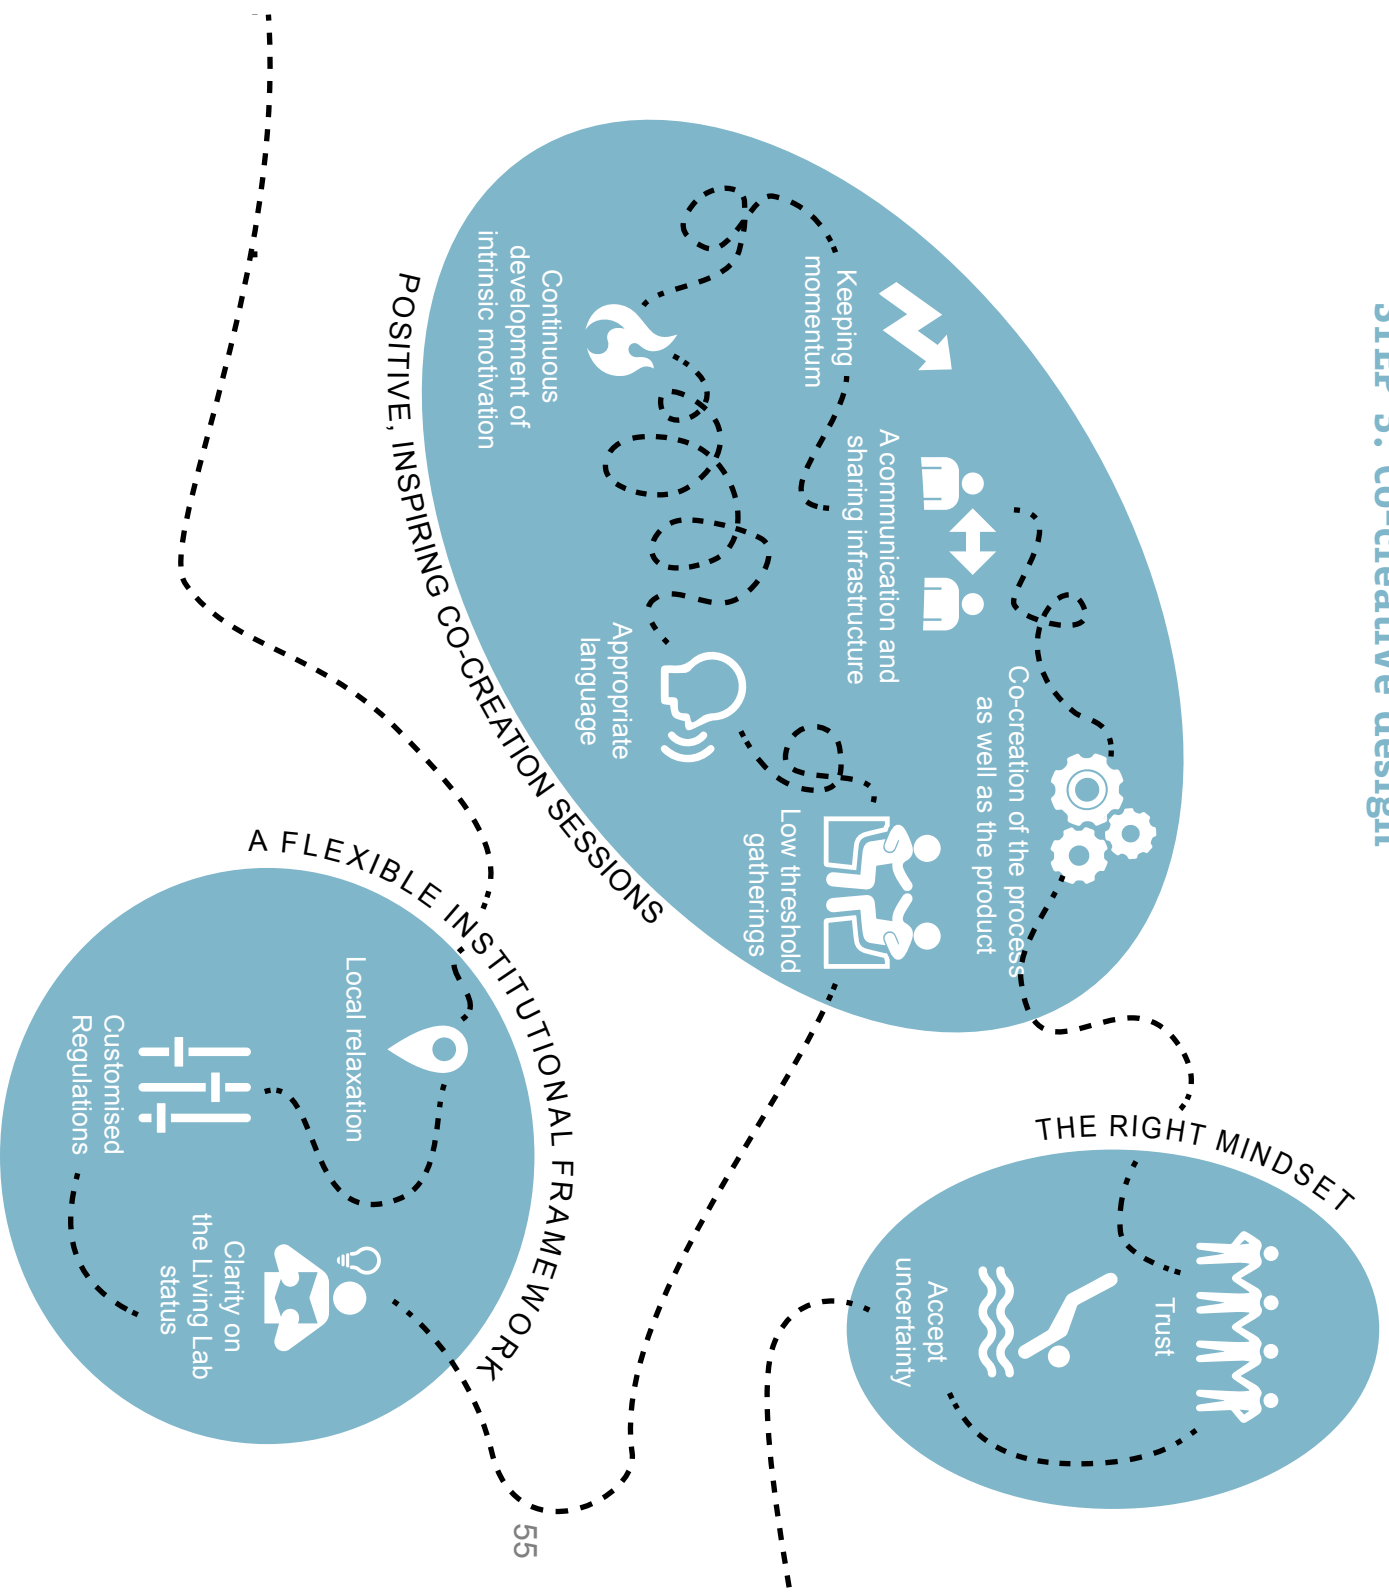 STEP 3: co-creative design
THE RIGHT MINDSET
Trust
Accept
uncertainty
Co-creation of the process
as well as the product
A communication and
sharing infrastructure
Keeping
momentum
Continuous
development of
intrinsic motivation
Appropriate
language
Low threshold
gatherings
POSITIVE, INSPIRING CO-CREATION SESSIONS
A FLEXIBLE INSTITUTIONAL FRAMEWORK
Local relaxation
Customised
Regulations
Clarity on
the Living Lab
status
55